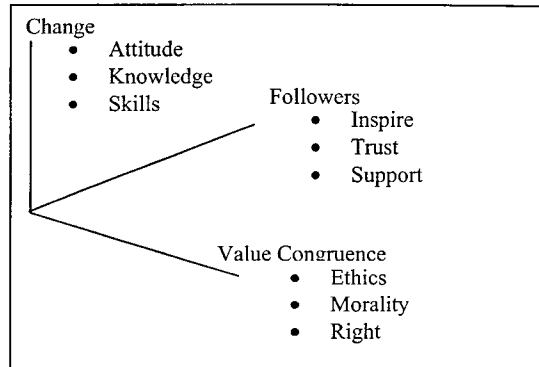 Change
• Attitude
• Knowledge
• Skills
Followers
• Inspire
• Trust
• Support
Value Congruence
• Ethics
• Morality
• Right